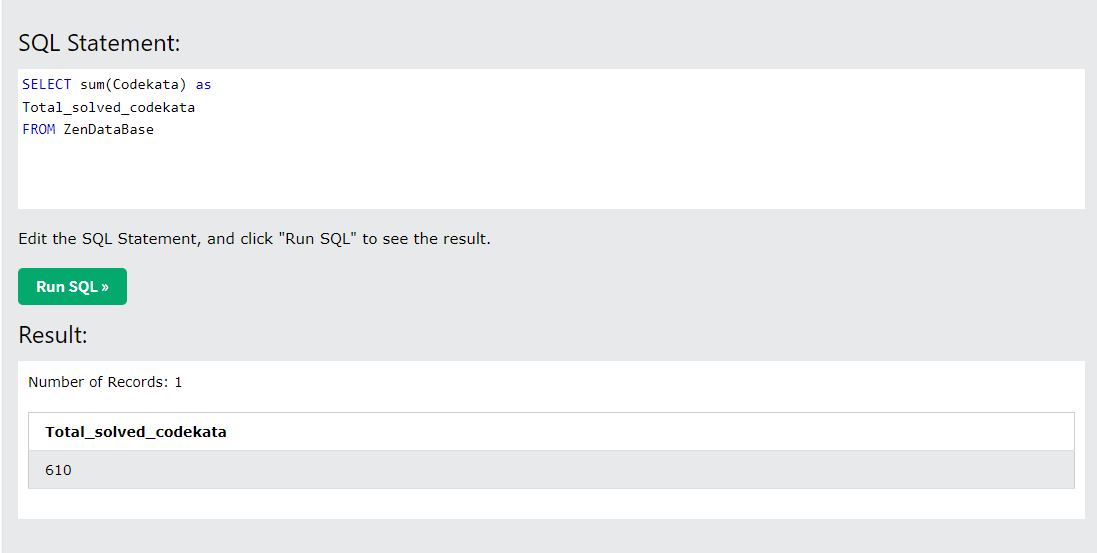 SQL Statement:
SELECT sum(Codekata) as
Total_solved_codekata
FROM ZenDataBase
Edit the SQL Statement, and click "Run SQL" to see the result.
Run SQL »
Result:
Number of Records: 1
Total_solved_codekata
610